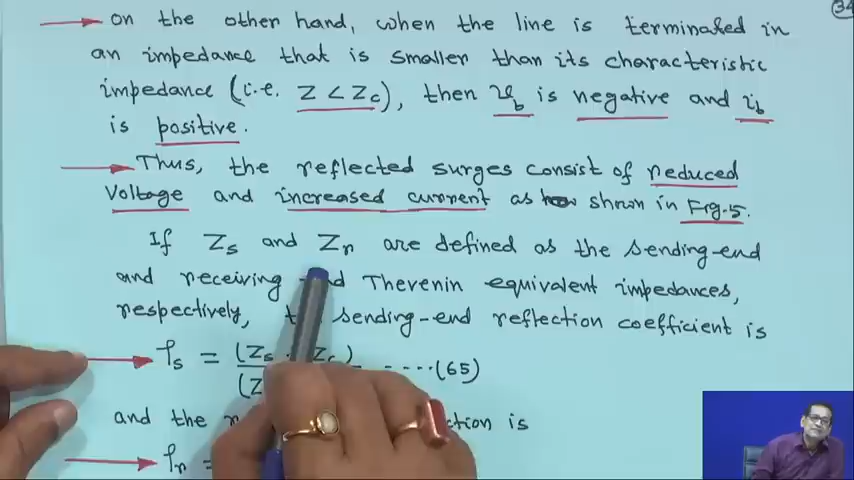 34
on the other hand, when the line is terminated in
an impedance that is smaller than its characteristic
impedance (i.e. Z < Zc), then vb is negative and ib
is positive.
Thus, the reflected surges consist of reduced
Voltage and increased current as shown in Fig.5.
If Zs and Zr are defined as the sending-end
and receiving Thevenin equivalent impedances,
respectively, sending-end reflection coefficient is
ρs = (Zs Zc) ----(65)
(Z
and the is
ρr =